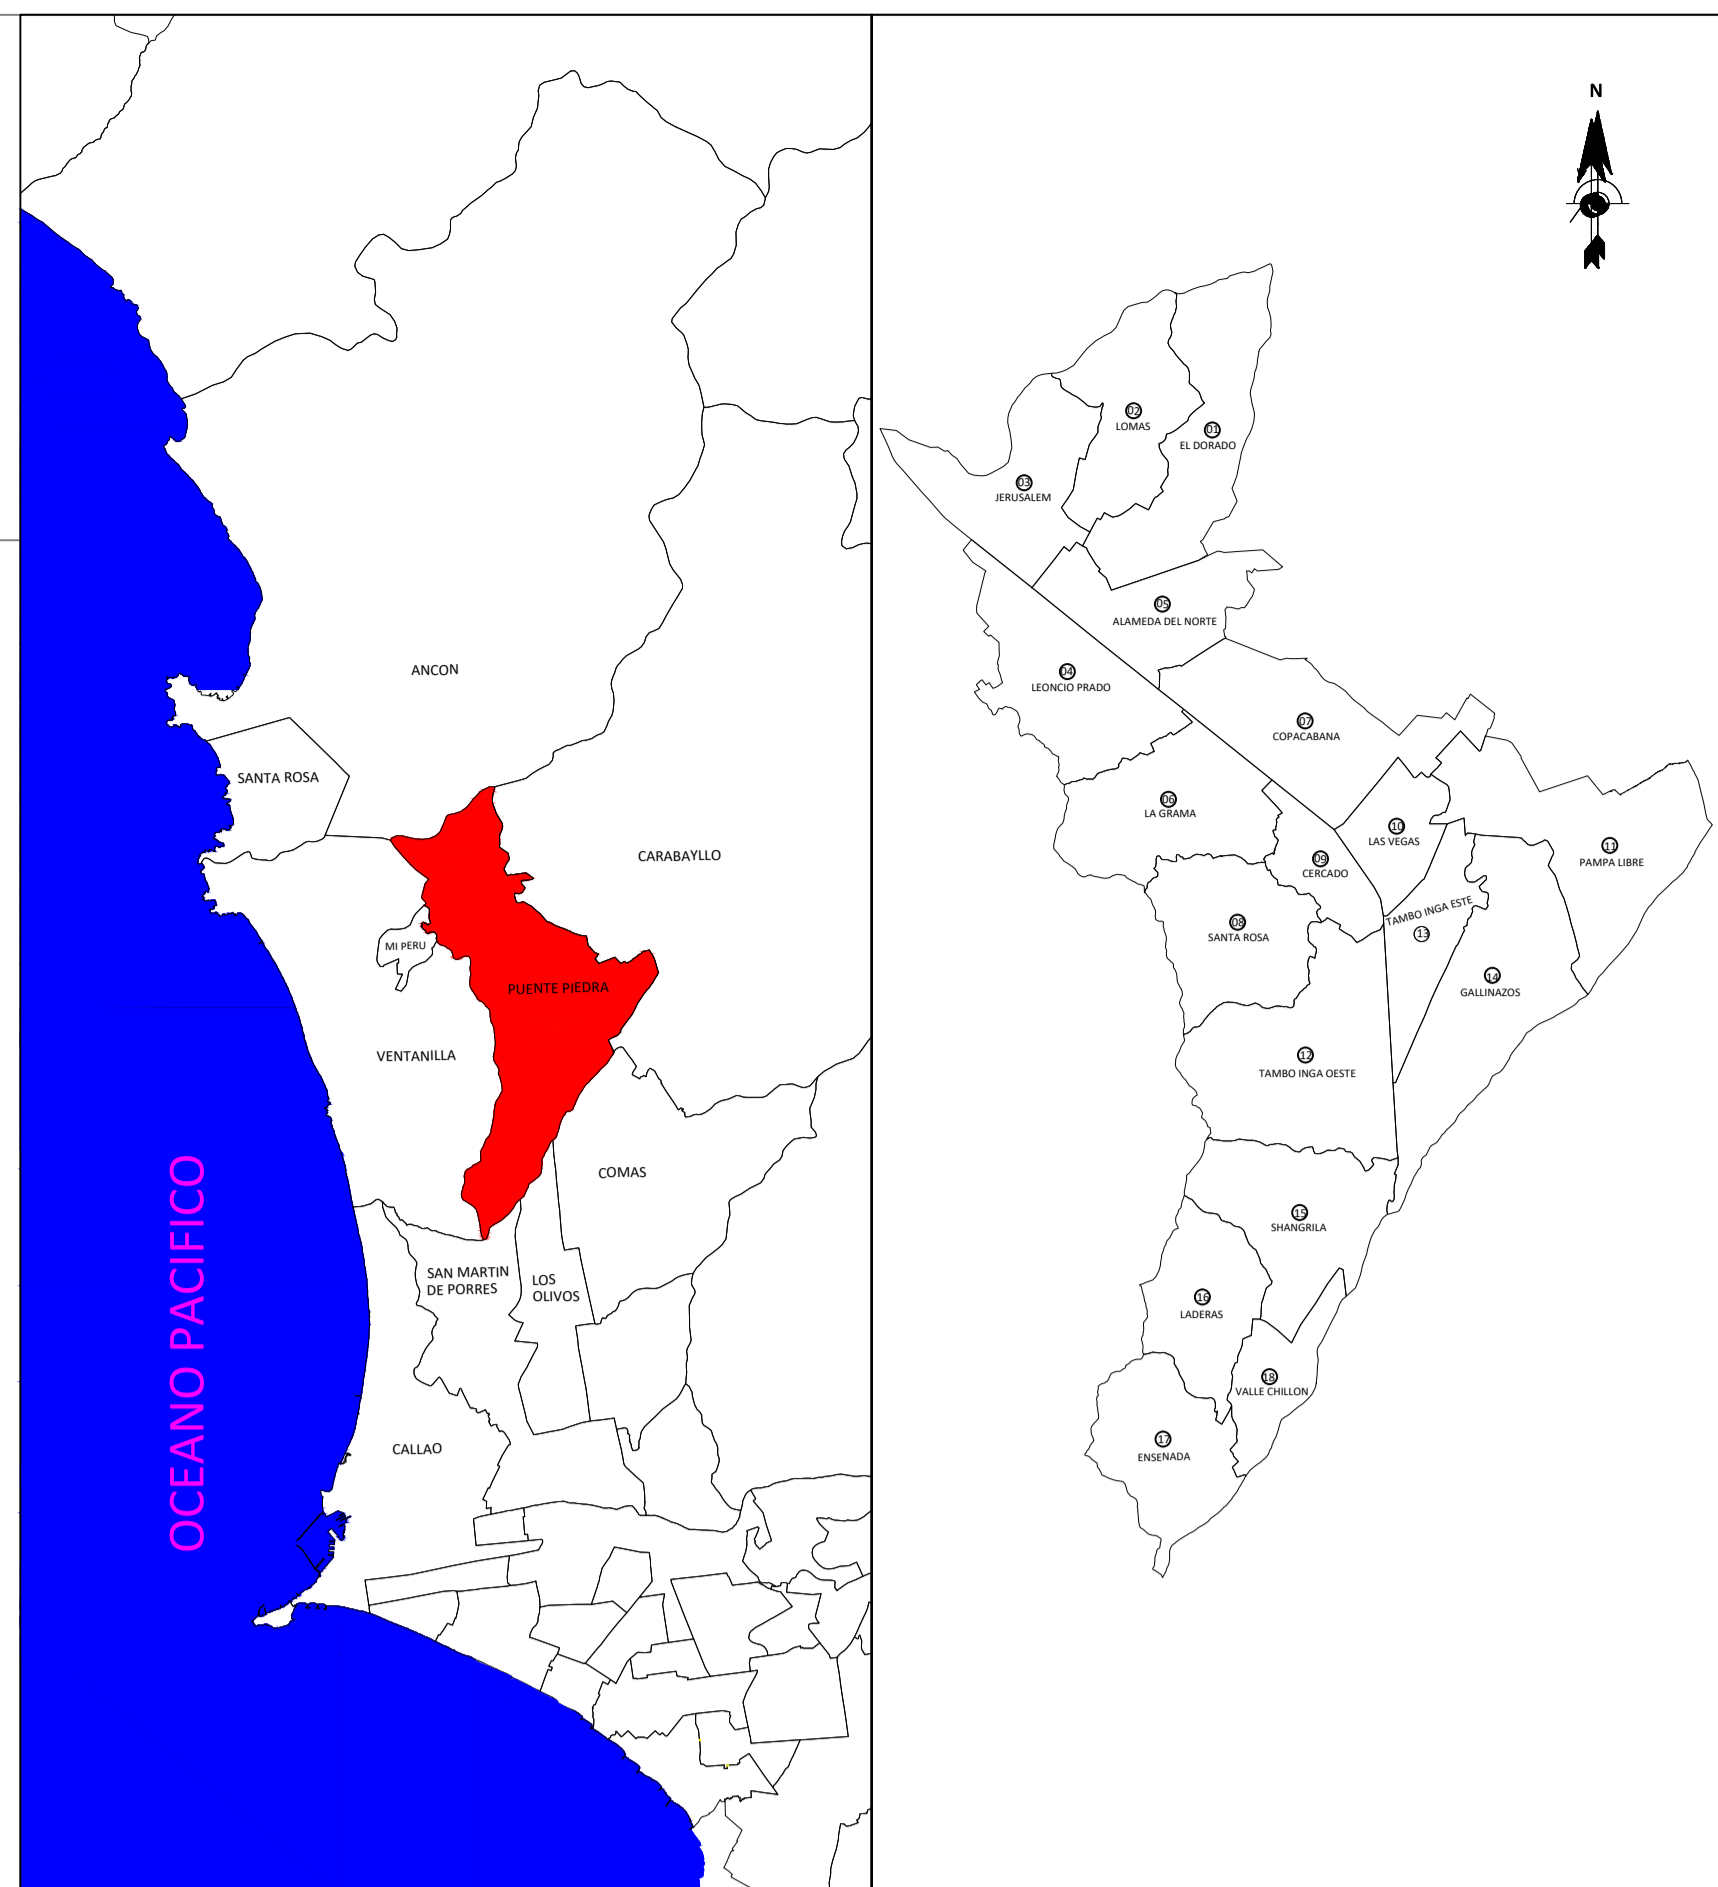 ANCON
SANTA ROSA
CARABAYLLO
MI PERU
PUENTE PIEDRA
VENTANILLA
COMAS
OCEANO PACIFICO
SAN MARTIN
DE PORRES
LOS
OLIVOS
CALLAO
N
02
LOMAS
01
EL DORADO
03
JERUSALEM
05
ALAMEDA DEL NORTE
04
LEONCIO PRADO
07
COPACABANA
06
LA GRAMA
10
LAS VEGAS
11
PAMPA LIBRE
09
CERCADO
08
SANTA ROSA
TAMBO INGA ESTE
13
14
GALLINAZOS
12
TAMBO INGA OESTE
15
SHANGRILA
16
LADERAS
18
VALLE CHILLON
17
ENSENADA